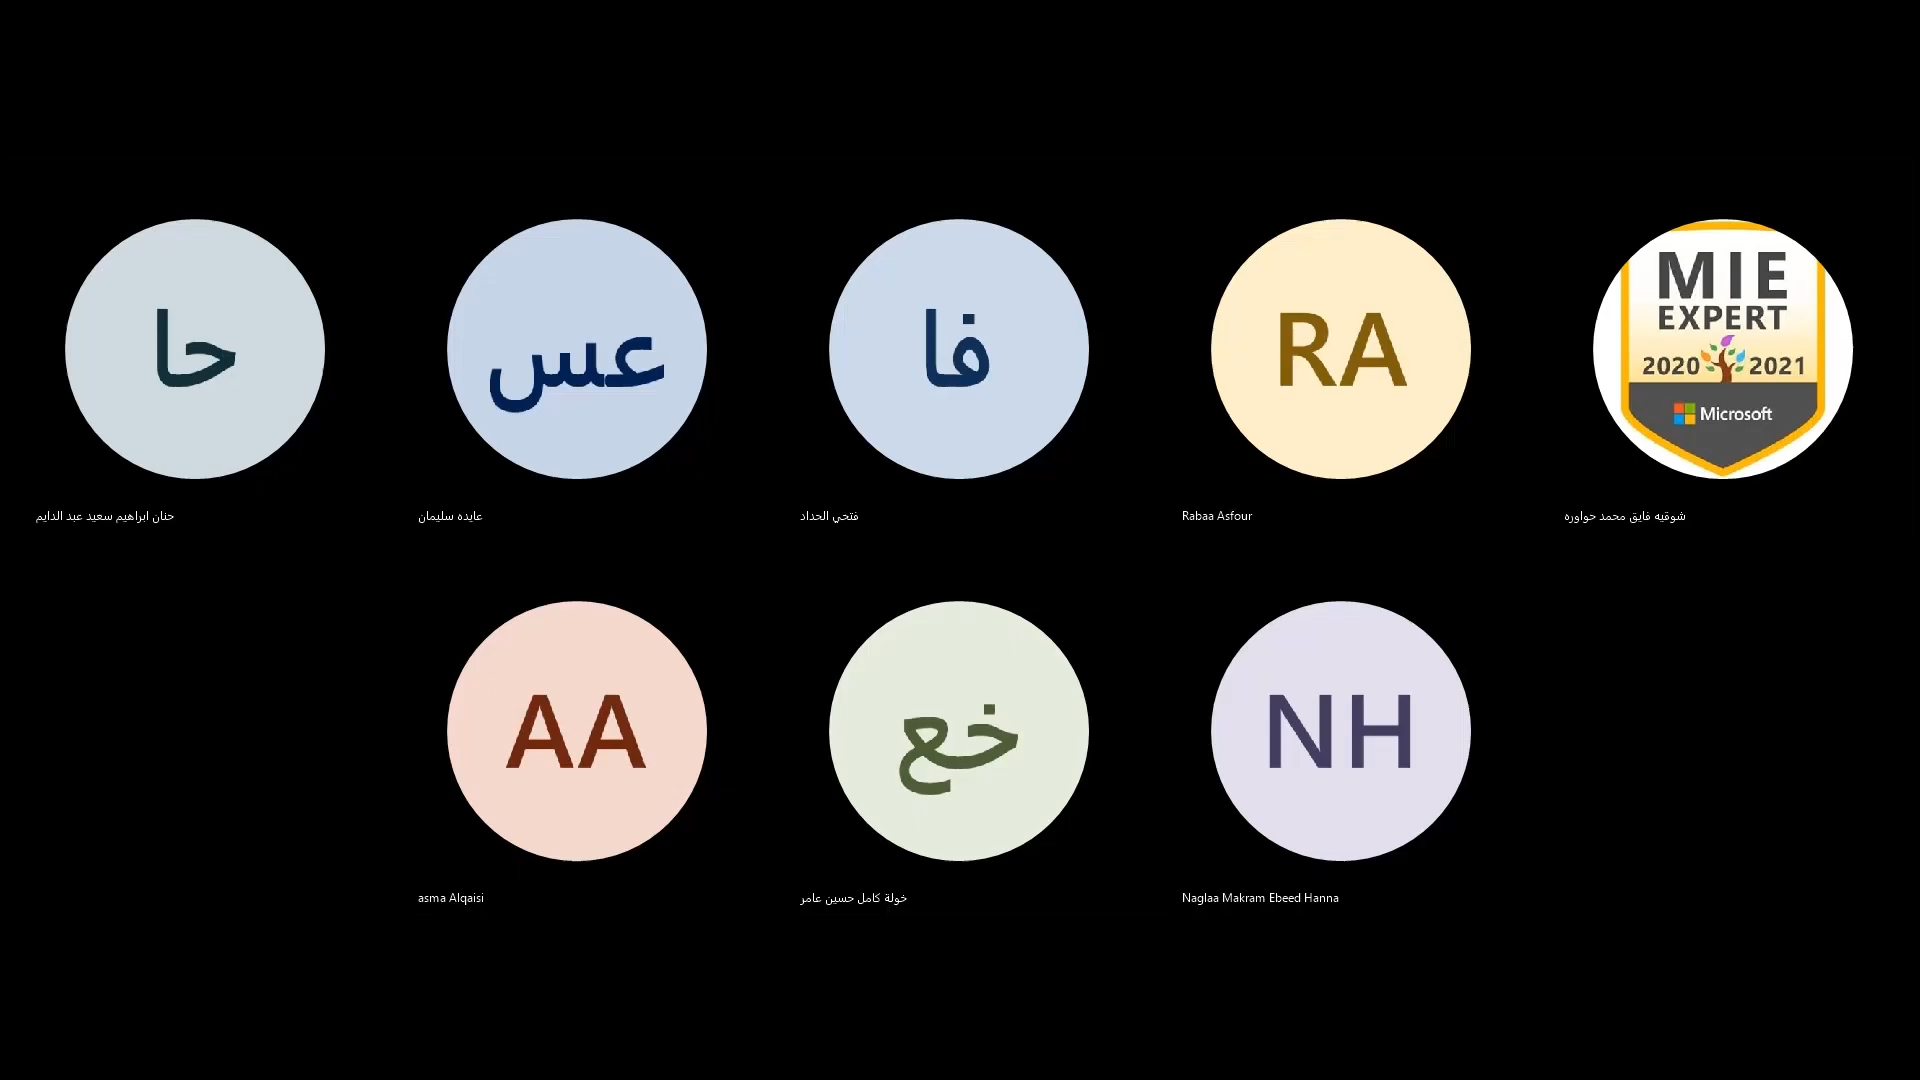 حا
عس
فا
RA
MIE
EXPERT
2020 2021
Microsoft
حنان ابراهيم سعيد عبد الدايم
عايده سليمان
فتحي الحداد
Rabaa Asfour
شوقيه فايق محمد حواوره
AA
خع
NH
asma Alqaisi
خولة كامل حسين عامر
Naglaa Makram Ebeed Hanna